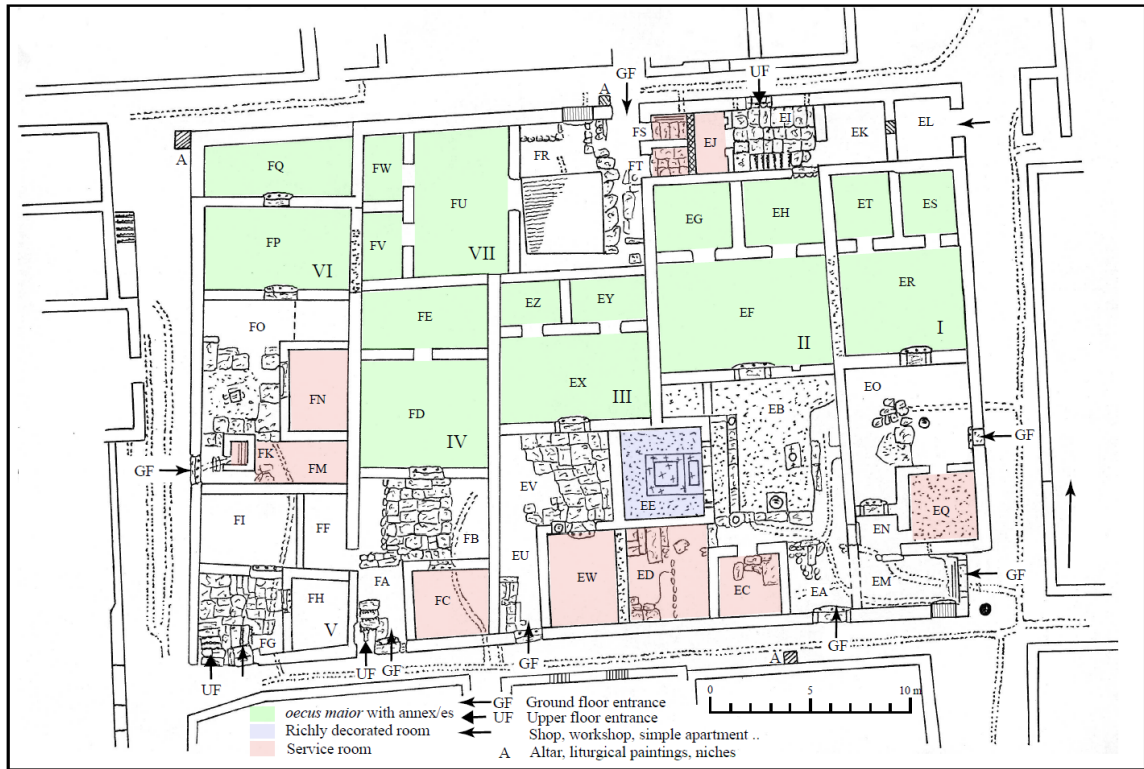 GF UF
A
FS EJ EI EK EL
A
FQ FW FU FR FT
EG EH ET ES
FP FV
VI VII
FE EZ EY EF ER
FO
II I
FN FD EX EO
IV III EB
FK FM
GF GF
EV EE EQ
FI FF FB EN
EU
FA EW ED EC EA EM GF
FH FC
FG V
UF UF GF GF A GF
0 5 10 m
GF Ground floor entrance
oecus maior with annex/es UF Upper floor entrance
Richly decorated room Shop, workshop, simple apartment ..
Service room A Altar, liturgical paintings, niches